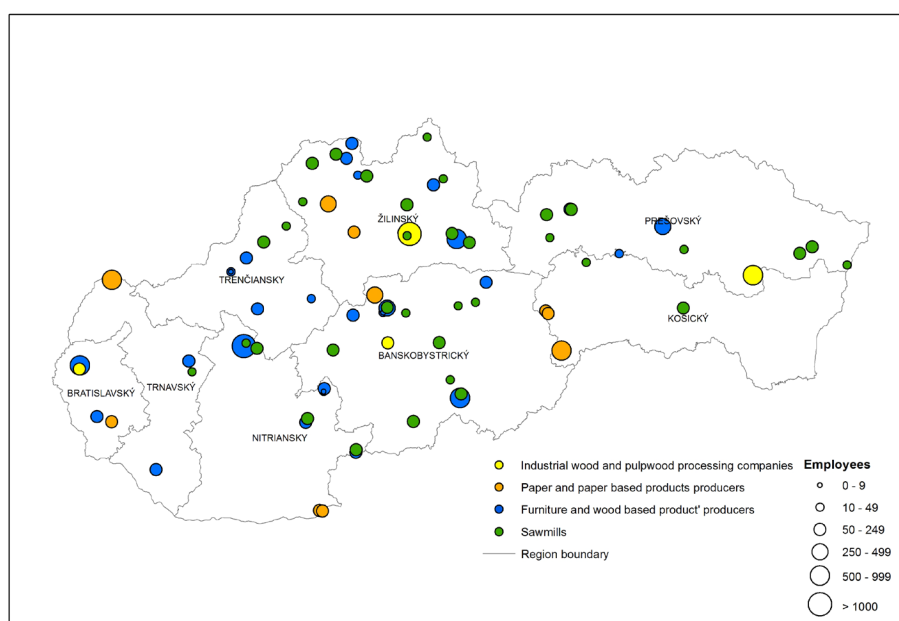 ŽILINSKÝ
PREŠOVSKÝ
TRENČIANSKY
KOŠICKÝ
BANSKOBYSTRICKÝ
TRNAVSKÝ
BRATISLAVSKÝ
NITRIANSKY
Industrial wood and pulpwood processing companies
Paper and paper based products producers
Furniture and wood based product' producers
Sawmills
Region boundary
Employees
0 - 9
10 - 49
50 - 249
250 - 499
500 - 999
> 1000